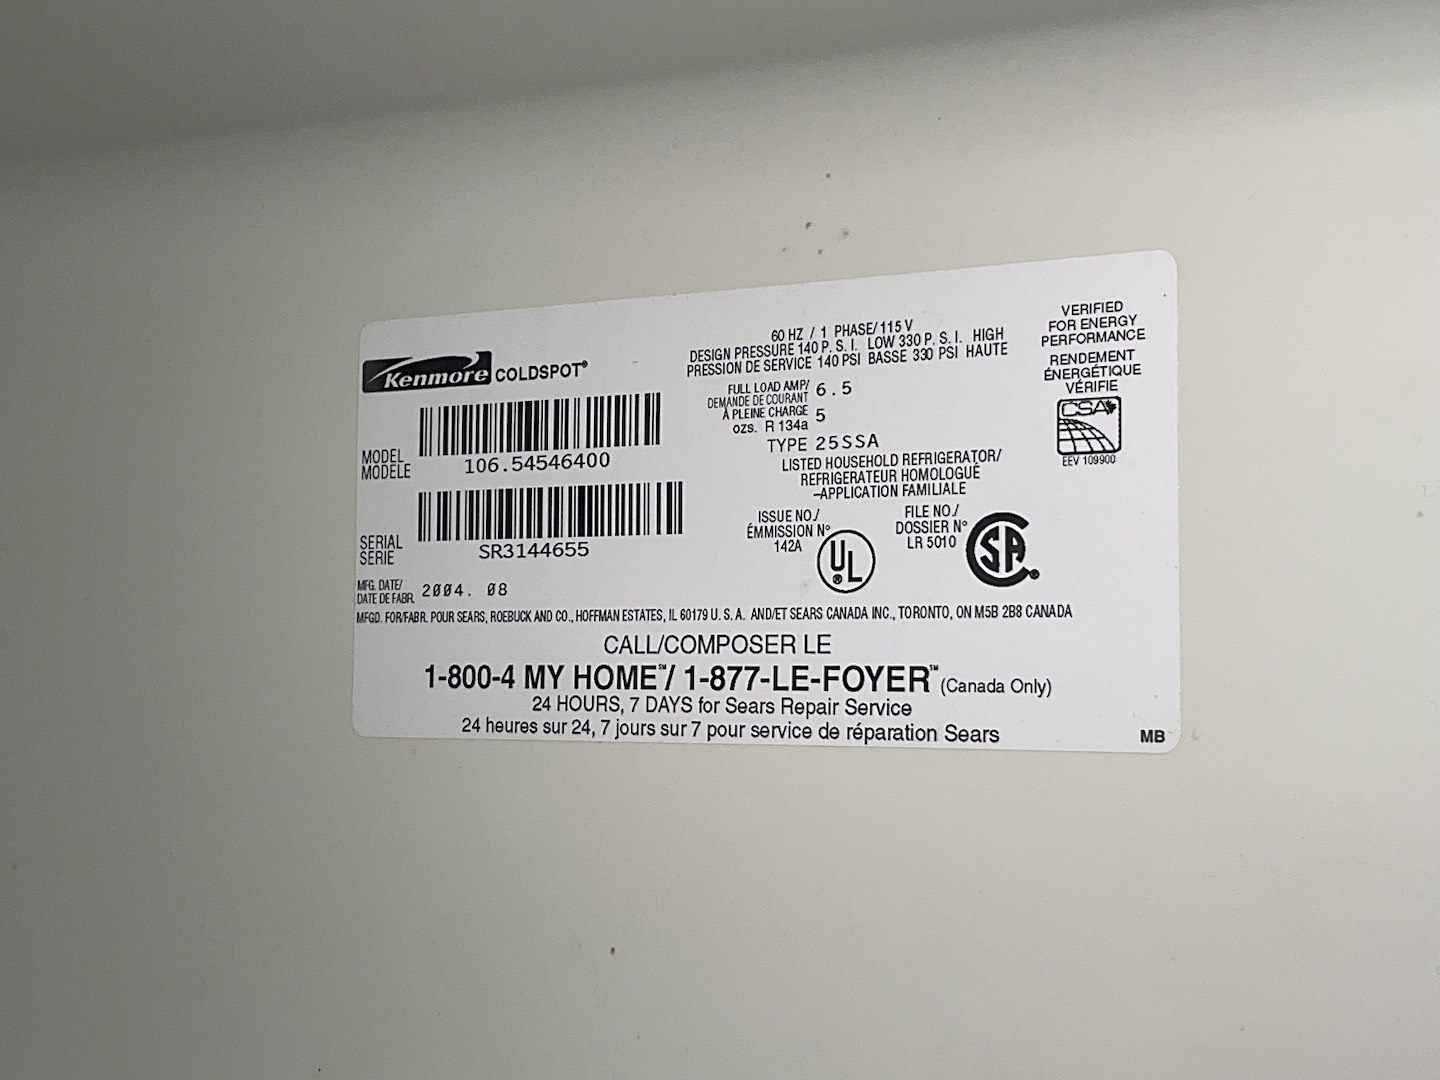 Kenmore COLDSPOT®
MODEL
MODÈLE
106.54546400
SERIAL
SERIE
SR3144655
MFG. DATE/
DATE DE FABR.
2004. 08
60 HZ / 1 PHASE/115 V
DESIGN PRESSURE 140 P. S. I. LOW 330 P. S. I. HIGH
PRESSION DE SERVICE 140 PSI BASSE 330 PSI HAUTE
FULL LOAD AMP/
DEMANDE DE COURANT
À PLEINE CHARGE
6.5
5
ozs. R 134a
TYPE 25SSA
LISTED HOUSEHOLD REFRIGERATOR/
REFRIGERATEUR HOMOLOGUÉ
–APPLICATION FAMILIALE
ISSUE NO./
ÉMMISSION N°
142A
UL®
FILE NO./
DOSSIER N°
LR 5010
SA®
VERIFIED
FOR ENERGY
PERFORMANCE
RENDEMENT
ÉNERGÉTIQUE
VÉRIFIE
CSA
EEV 109900
MFGD. FOR/FABR. POUR SEARS, ROEBUCK AND CO., HOFFMAN ESTATES, IL 60179 U. S. A. AND/ET SEARS CANADA INC., TORONTO, ON M5B 2B8 CANADA
CALL/COMPOSER LE
1-800-4 MY HOME℠/ 1-877-LE-FOYER℠ (Canada Only)
24 HOURS, 7 DAYS for Sears Repair Service
24 heures sur 24, 7 jours sur 7 pour service de réparation Sears
MB